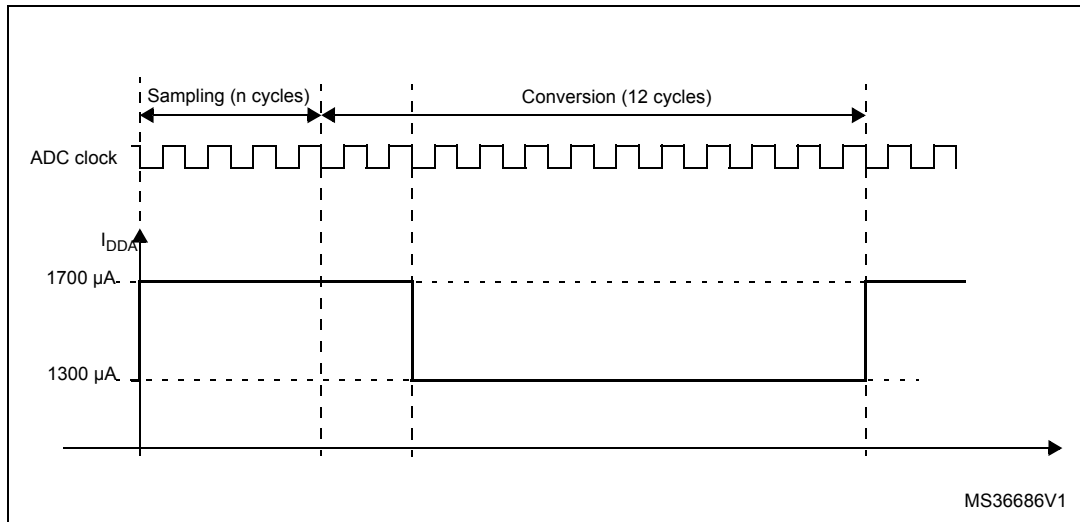 Sampling (n cycles)
Conversion (12 cycles)
ADC clock
IDDA
1700 µA
1300 µA
MS36686V1